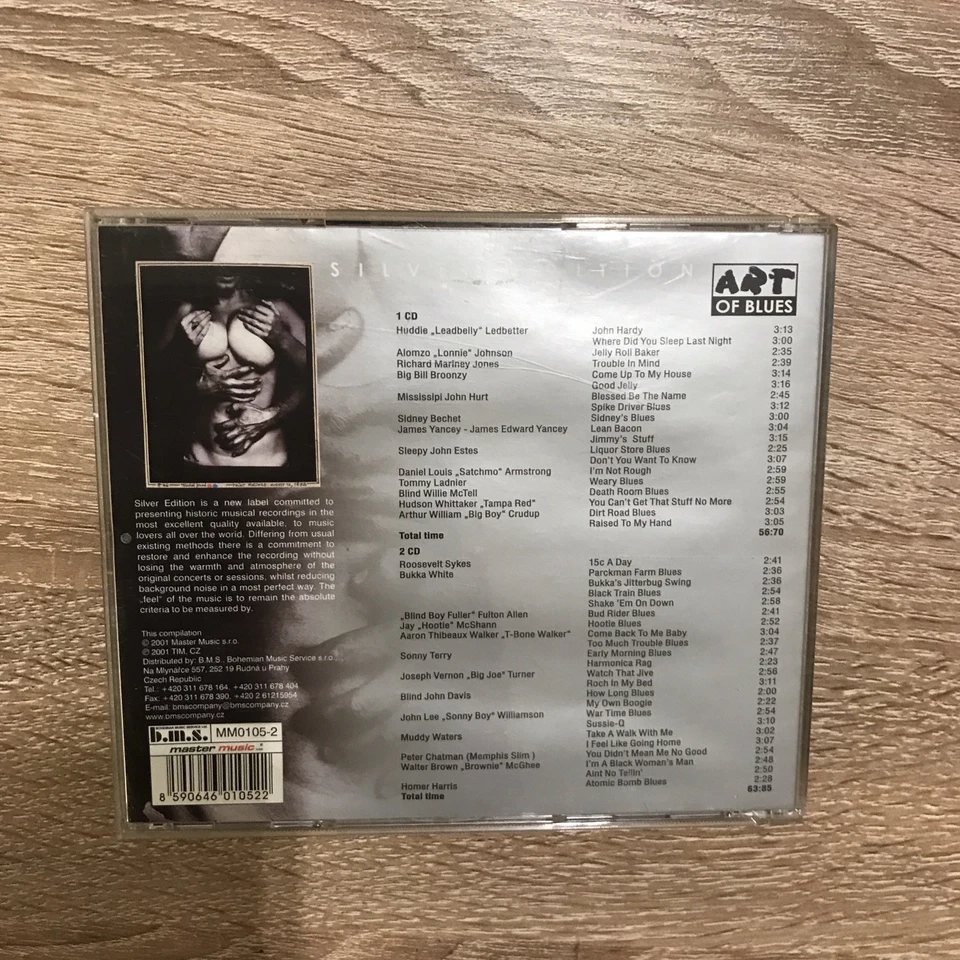 SILVER EDITION
ART
OF BLUES
1 CD
Huddie „Leadbelly" Ledbetter John Hardy 3:13
Where Did You Sleep Last Night 3:00
Alomzo „Lonnie" Johnson Jelly Roll Baker 2:35
Richard Mariney Jones Trouble In Mind 2:39
Big Bill Broonzy Come Up To My House 3:14
Good Jelly 3:16
Mississipi John Hurt Blessed Be The Name 2:45
Spike Driver Blues 3:12
Sidney Bechet Sidney's Blues 3:00
James Yancey - James Edward Yancey Lean Bacon 3:04
Jimmy's Stuff 3:15
Sleepy John Estes Liquor Store Blues 2:25
Don't You Want To Know 3:07
Daniel Louis „Satchmo" Armstrong I'm Not Rough 2:59
Tommy Ladnier Weary Blues 2:59
Blind Willie McTell Death Room Blues 2:55
Hudson Whittaker „Tampa Red" You Can't Get That Stuff No More 2:54
Arthur William „Big Boy" Crudup Dirt Road Blues 3:03
Raised To My Hand 3:05
Total time 56:70
2 CD
Roosevelt Sykes 15c A Day 2:41
Bukka White Parckman Farm Blues 2:36
Bukka's Jitterbug Swing 2:36
Black Train Blues 2:54
Shake 'Em On Down 2:58
„Blind Boy Fuller" Fulton Allen Bud Rider Blues 2:41
Jay „Hootie" McShann Hootie Blues 2:52
Aaron Thibeaux Walker „T-Bone Walker" Come Back To Me Baby 3:04
Too Much Trouble Blues 2:37
Sonny Terry Early Morning Blues 2:47
Harmonica Rag 2:23
Joseph Vernon „Big Joe" Turner Watch That Jive 2:56
Roch In My Bed 3:11
Blind John Davis How Long Blues 2:00
My Own Boogie 2:22
John Lee „Sonny Boy" Williamson War Time Blues 2:54
Sussie-Q 3:10
Muddy Waters Take A Walk With Me 3:02
I Feel Like Going Home 3:07
Peter Chatman (Memphis Slim ) You Didn't Mean Me No Good 2:54
Walter Brown „Brownie" McGhee I'm A Black Woman's Man 2:48
Aint No Tellin' 2:50
Homer Harris Atomic Bomb Blues 2:28
Total time 63:85
Silver Edition is a new label committed to
presenting historic musical recordings in the
most excellent quality available, to music
lovers all over the world. Differing from usual
existing methods there is a commitment to
restore and enhance the recording without
losing the warmth and atmosphere of the
original concerts or sessions, whilst reducing
background noise in a most perfect way. The
„feel" of the music is to remain the absolute
criteria to be measured by.
This compilation
© 2001 Master Music s.r.o.
℗ 2001 TIM, CZ
Distributed by: B.M.S., Bohemian Music Service s.r.o.,
Na Mlynářce 557, 252 19 Rudná u Prahy
Czech Republic
Tel.: +420 311 678 164, +420 311 678 404
Fax: +420 311 678 390, +420 2 61215954
E-mail: bmscompany@bmscompany.cz
www.bmscompany.cz
b.m.s. MM0105-2
master music
8 590646 010522